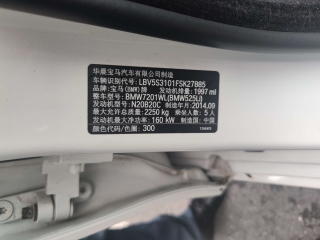 华晨宝马汽车有限公司制造
车辆识别代号: LBV5S3101FSK27885
品牌: 宝马(BMW)牌 发动机排量: 1997 ml
整车型号: BMW7201WL(BMW525Li)
发动机型号: N20B20C 制造年月: 2014.09
最大允许总质量: 2250 kg 乘坐人数: 5 人
发动机最大净功率: 160 kW 制造国: 中国
颜色代号/色圈: 300